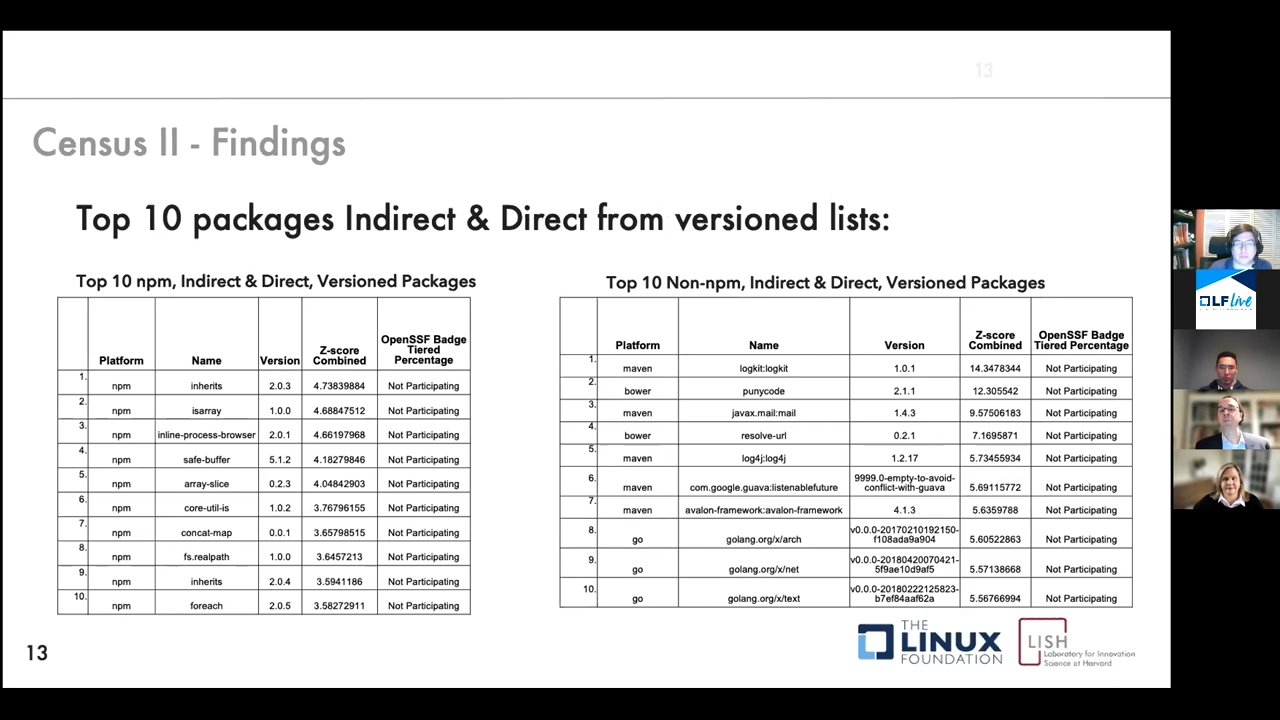 13
Census II - Findings
Top 10 packages Indirect & Direct from versioned lists:
Top 10 npm, Indirect & Direct, Versioned Packages
Platform Name Version Z-score Combined OpenSSF Badge Tiered Percentage
1. npm inherits 2.0.3 4.73839884 Not Participating
2. npm isarray 1.0.0 4.68847512 Not Participating
3. npm inline-process-browser 2.0.1 4.66197968 Not Participating
4. npm safe-buffer 5.1.2 4.18279846 Not Participating
5. npm array-slice 0.2.3 4.04842903 Not Participating
6. npm core-util-is 1.0.2 3.76796155 Not Participating
7. npm concat-map 0.0.1 3.65798515 Not Participating
8. npm fs.realpath 1.0.0 3.6457213 Not Participating
9. npm inherits 2.0.4 3.5941186 Not Participating
10. npm foreach 2.0.5 3.58272911 Not Participating
Top 10 Non-npm, Indirect & Direct, Versioned Packages
Platform Name Version Z-score Combined OpenSSF Badge Tiered Percentage
1. maven logkit:logkit 1.0.1 14.3478344 Not Participating
2. bower punycode 2.1.1 12.305542 Not Participating
3. maven javax.mail:mail 1.4.3 9.57506183 Not Participating
4. bower resolve-url 0.2.1 7.1695871 Not Participating
5. maven log4j:log4j 1.2.17 5.73455934 Not Participating
6. maven com.google.guava:listenablefuture 9999.0-empty-to-avoid-conflict-with-guava 5.69115772 Not Participating
7. maven avalon-framework:avalon-framework 4.1.3 5.6359788 Not Participating
8. go golang.org/x/arch v0.0.0-20170210192150-f108ada9a904 5.60522863 Not Participating
9. go golang.org/x/net v0.0.0-20180420070421-5f9ae10d9af5 5.57138668 Not Participating
10. go golang.org/x/text v0.0.0-20180222125823-b7ef84aaf62a 5.56766994 Not Participating
13
THE
LINUX
FOUNDATION
LISH
Laboratory for Innovation
Science at Harvard
LF Live